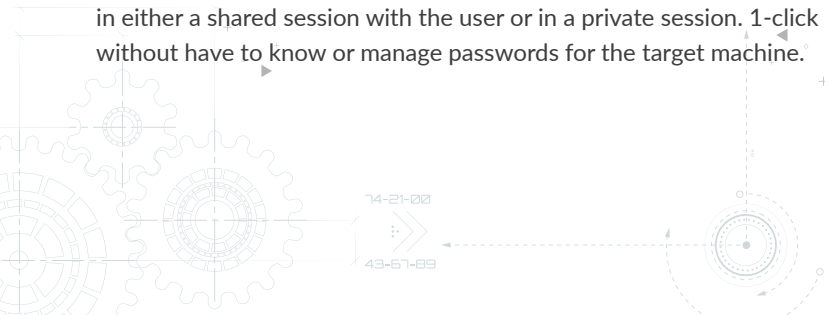 in either a shared session with the user or in a private session. 1-click
without have to know or manage passwords for the target machine.
74-21-00
43-67-89